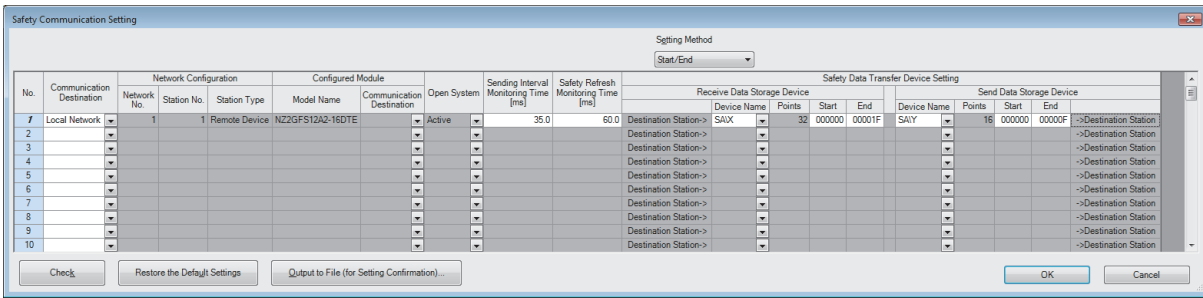 Safety Communication Setting
Setting Method
Start/End
No. Communication Destination Network Configuration Configured Module Open System Sending Interval Monitoring Time [ms] Safety Refresh Monitoring Time [ms] Safety Data Transfer Device Setting
Network No. Station No. Station Type Model Name Communication Destination Receive Data Storage Device Send Data Storage Device
Device Name Points Start End Device Name Points Start End
1 Local Network 1 1 Remote Device NZ2GFS12A2-16DTE Active 35.0 60.0 Destination Station-> SA\X 32 000000 00001F SA\Y 16 000000 00000F ->Destination Station
2 Destination Station-> ->Destination Station
3 Destination Station-> ->Destination Station
4 Destination Station-> ->Destination Station
5 Destination Station-> ->Destination Station
6 Destination Station-> ->Destination Station
7 Destination Station-> ->Destination Station
8 Destination Station-> ->Destination Station
9 Destination Station-> ->Destination Station
10 Destination Station-> ->Destination Station
Check Restore the Default Settings Output to File (for Setting Confirmation)... OK Cancel